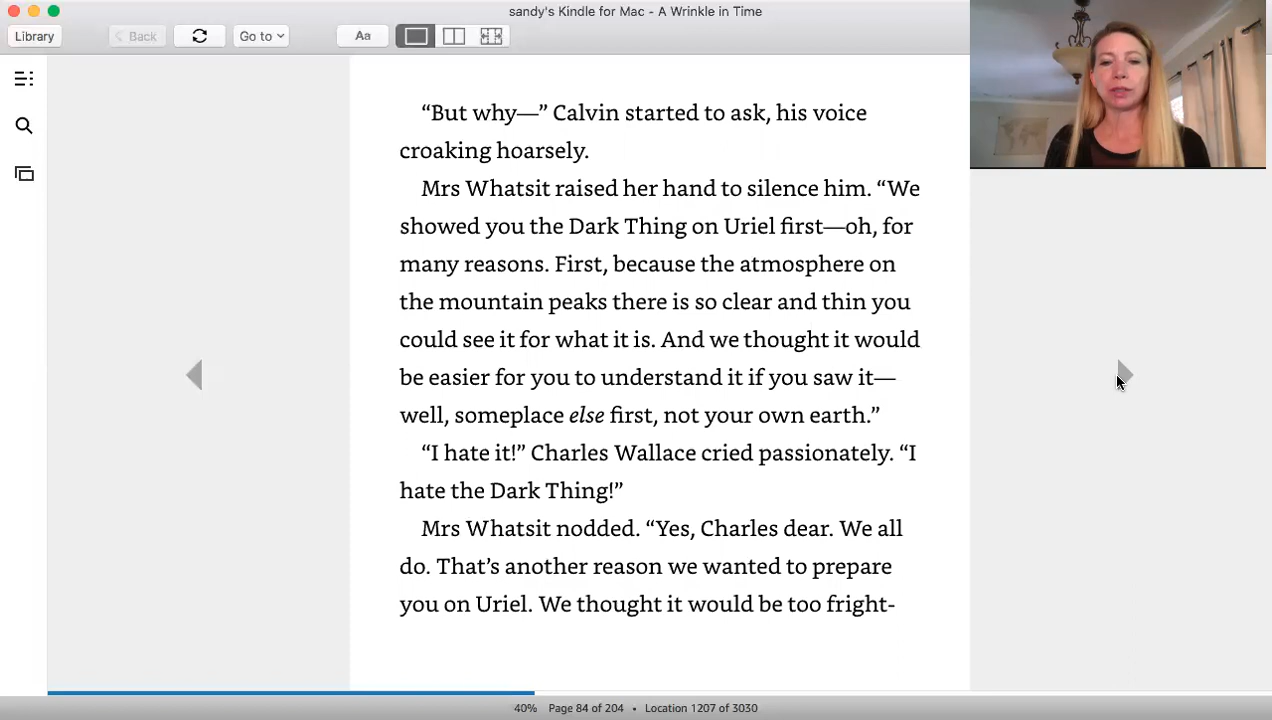 sandy's Kindle for Mac - A Wrinkle in Time
Library
Back
Go to
Aa
“But why—” Calvin started to ask, his voice
croaking hoarsely.
Mrs Whatsit raised her hand to silence him. “We
showed you the Dark Thing on Uriel first—oh, for
many reasons. First, because the atmosphere on
the mountain peaks there is so clear and thin you
could see it for what it is. And we thought it would
be easier for you to understand it if you saw it—
well, someplace else first, not your own earth.”
“I hate it!” Charles Wallace cried passionately. “I
hate the Dark Thing!”
Mrs Whatsit nodded. “Yes, Charles dear. We all
do. That’s another reason we wanted to prepare
you on Uriel. We thought it would be too fright-
40% Page 84 of 204 • Location 1207 of 3030